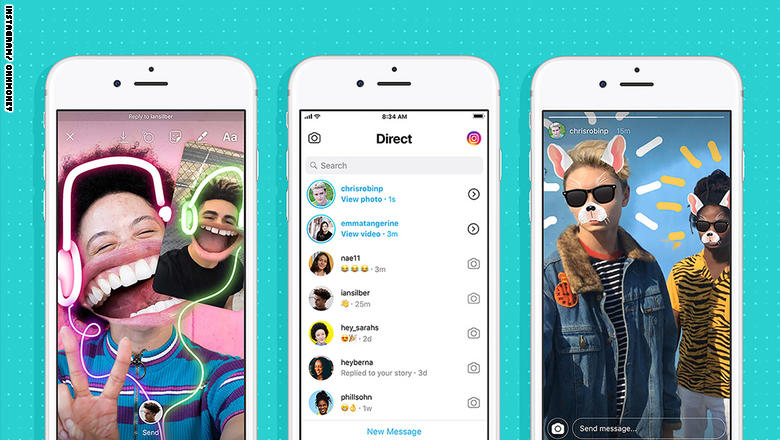 INSTAGRAM/ OHHMONEY
Reply to iansilber
Aa
Send
8:34 AM
Direct
Search
chrisrobinp
View photo · 1s
emmatangerine
View video · 3m
nae11
😂😂😂 · 3m
iansilber
👋 · 25m
hey_sarahs
😍🎉 · 2d
heyberna
Replied to your story · 3d
phillsohn
😊👌 · 1w
New Message
chrisrobinp 15m
Send message...